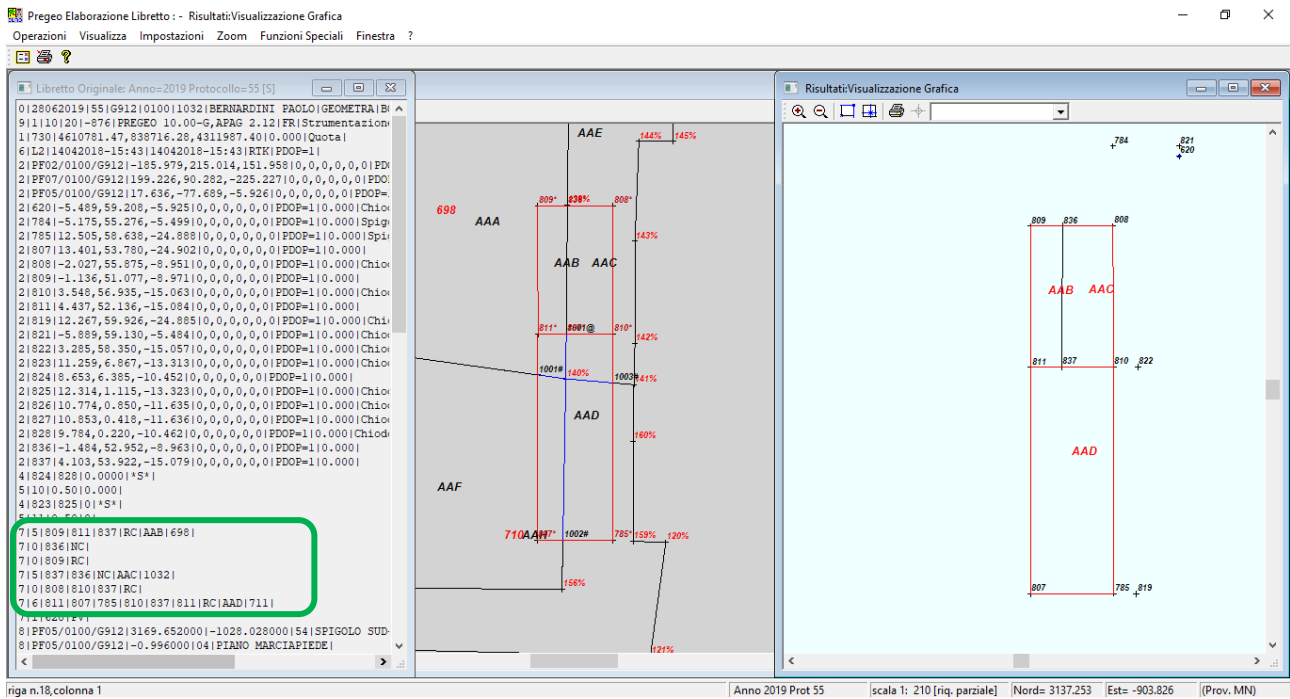 Pregeo Elaborazione Libretto : - Risultati:Visualizzazione Grafica
Operazioni Visualizza Impostazioni Zoom Funzioni Speciali Finestra ?
Libretto Originale: Anno=2019 Protocollo=55 [S]
0|28062019|55|G912|0100|1032|BERNARDINI PAOLO|GEOMETRA|B
9|1|10|20|-876|PREGEO 10.00-G,APAG 2.12|FR|Strumentazion
1|730|4610781.47,838716.28,4311987.40|0.000|Quota|
6|L2|14042018-15:43|14042018-15:43|RTK|PDOP=1|
2|PF02/0100/G912|-185.979,215.014,151.958|0,0,0,0,0,0|PD
2|PF07/0100/G912|199.226,90.282,-225.227|0,0,0,0,0,0|PDO
2|PF05/0100/G912|17.636,-77.689,-5.926|0,0,0,0,0,0|PDOP=
2|620|-5.489,59.208,-5.925|0,0,0,0,0,0|PDOP=1|0.000|Chio
2|784|-5.175,55.276,-5.499|0,0,0,0,0,0|PDOP=1|0.000|Spig
2|785|12.505,58.638,-24.888|0,0,0,0,0,0|PDOP=1|0.000|Spi
2|807|13.401,53.780,-24.902|0,0,0,0,0,0|PDOP=1|0.000|
2|808|-2.027,55.875,-8.951|0,0,0,0,0,0|PDOP=1|0.000|Chio
2|809|-1.136,51.077,-8.971|0,0,0,0,0,0|PDOP=1|0.000|
2|810|3.548,56.935,-15.063|0,0,0,0,0,0|PDOP=1|0.000|Chio
2|811|4.437,52.136,-15.084|0,0,0,0,0,0|PDOP=1|0.000|
2|819|12.267,59.926,-24.885|0,0,0,0,0,0|PDOP=1|0.000|Chi
2|821|-5.889,59.130,-5.484|0,0,0,0,0,0|PDOP=1|0.000|Chio
2|822|3.285,58.350,-15.057|0,0,0,0,0,0|PDOP=1|0.000|Chio
2|823|11.259,6.867,-13.313|0,0,0,0,0,0|PDOP=1|0.000|Chio
2|824|8.653,6.385,-10.452|0,0,0,0,0,0|PDOP=1|0.000|
2|825|12.314,1.115,-13.323|0,0,0,0,0,0|PDOP=1|0.000|Chio
2|826|10.774,0.850,-11.635|0,0,0,0,0,0|PDOP=1|0.000|Chio
2|827|10.853,0.418,-11.636|0,0,0,0,0,0|PDOP=1|0.000|Chio
2|828|9.784,0.220,-10.462|0,0,0,0,0,0|PDOP=1|0.000|Chiod
2|836|-1.484,52.952,-8.963|0,0,0,0,0,0|PDOP=1|0.000|
2|837|4.103,53.922,-15.079|0,0,0,0,0,0|PDOP=1|0.000|
4|824|828|0.0000|*S*|
5|10|0.50|0.000|
4|823|825|0|*S*|
5|11|0.50|0|
7|5|809|811|837|RC|AAB|698|
7|0|836|NC|
7|0|809|RC|
7|5|837|836|NC|AAC|1032|
7|0|808|810|837|RC|
7|6|811|807|785|810|837|811|RC|AAD|711|
7|1|620|PV|
8|PF05/0100/G912|3169.652000|-1028.028000|54|SPIGOLO SUD-
8|PF05/0100/G912|-0.996000|04|PIANO MARCIAPIEDE|
AAE
144% 145%
809* 808*
698
AAA
143%
AAB AAC
811* 1001@ 810*
142%
1001# 140% 1003# 141%
AAD
160%
AAF
710 AAH 1002# 785* 159% 120%
156%
121%
Risultati:Visualizzazione Grafica
784 821
620
809 836 808
AAB AAC
811 837 810 822
AAD
807 785 819
riga n.18,colonna 1
Anno 2019 Prot 55
scala 1: 210 [riq. parziale]
Nord= 3137.253
Est= -903.826
(Prov. MN)